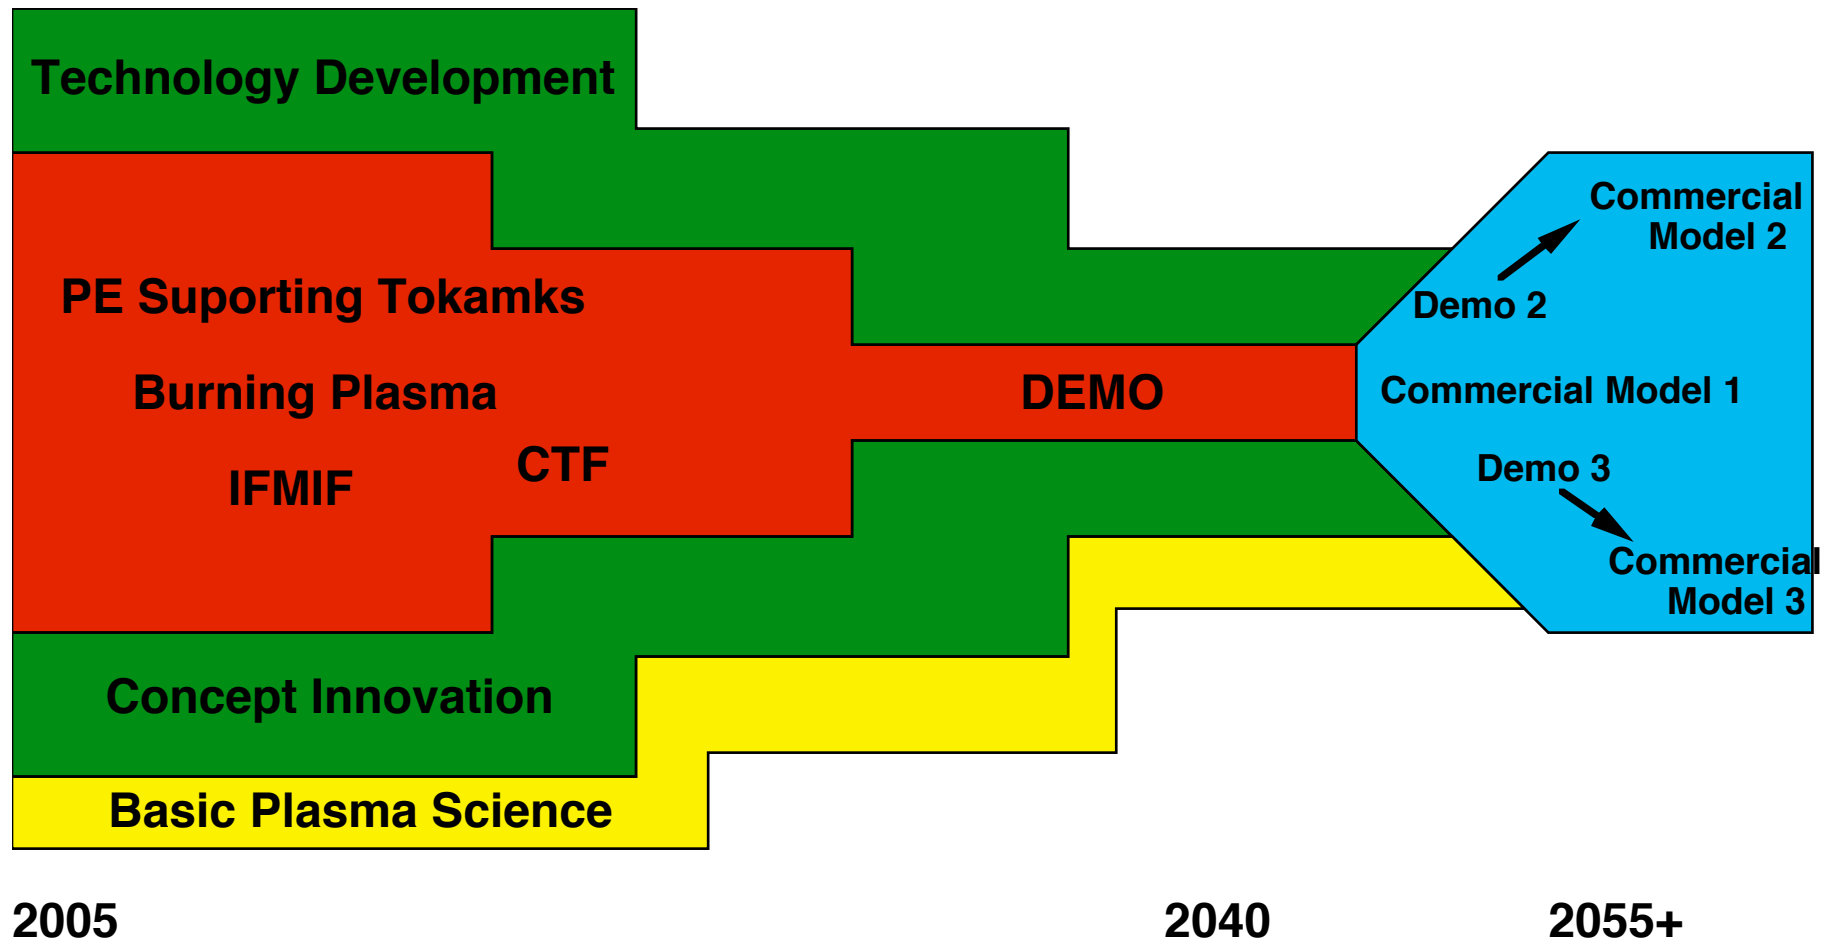 Technology Development
PE Suporting Tokamks
Burning Plasma
IFMIF
CTF
DEMO
Commercial
Model 2
Demo 2
Commercial Model 1
Demo 3
Commercial
Model 3
Concept Innovation
Basic Plasma Science
2005
2040
2055+